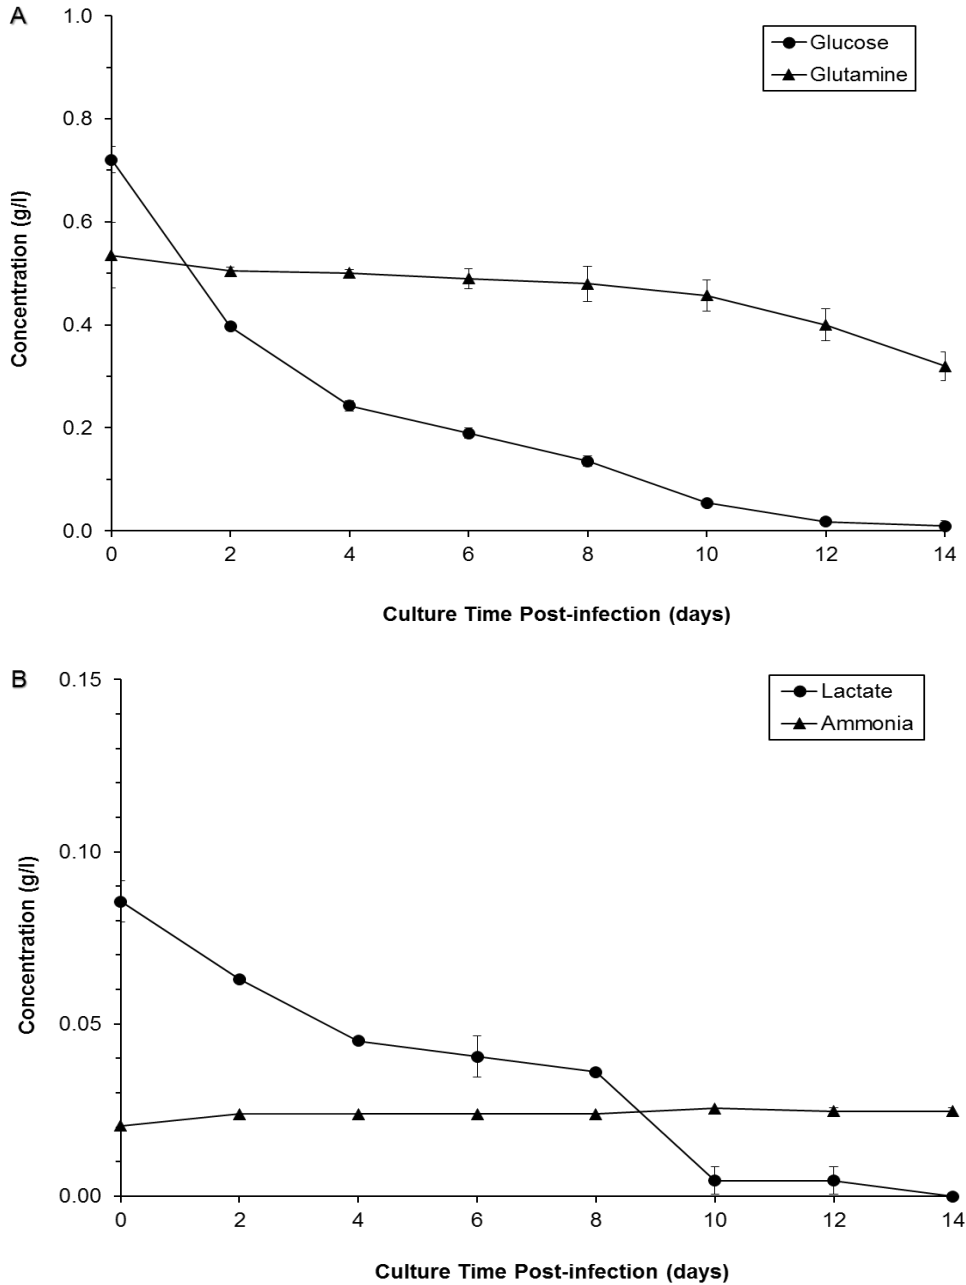 A
1.0
0.8
0.6
0.4
0.2
0.0
Concentration (g/l)
Glucose
Glutamine
0 2 4 6 8 10 12 14
Culture Time Post-infection (days)
B
0.15
0.10
0.05
0.00
Concentration (g/l)
Lactate
Ammonia
0 2 4 6 8 10 12 14
Culture Time Post-infection (days)